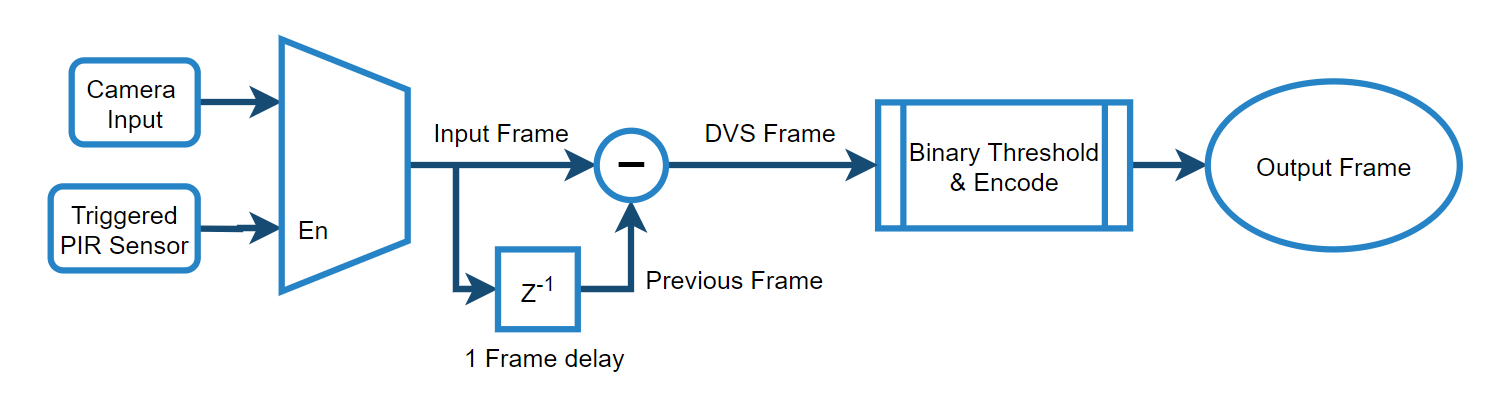 Camera
Input
Triggered
PIR Sensor
En
Input Frame
−
Z-1
1 Frame delay
Previous Frame
DVS Frame
Binary Threshold
& Encode
Output Frame